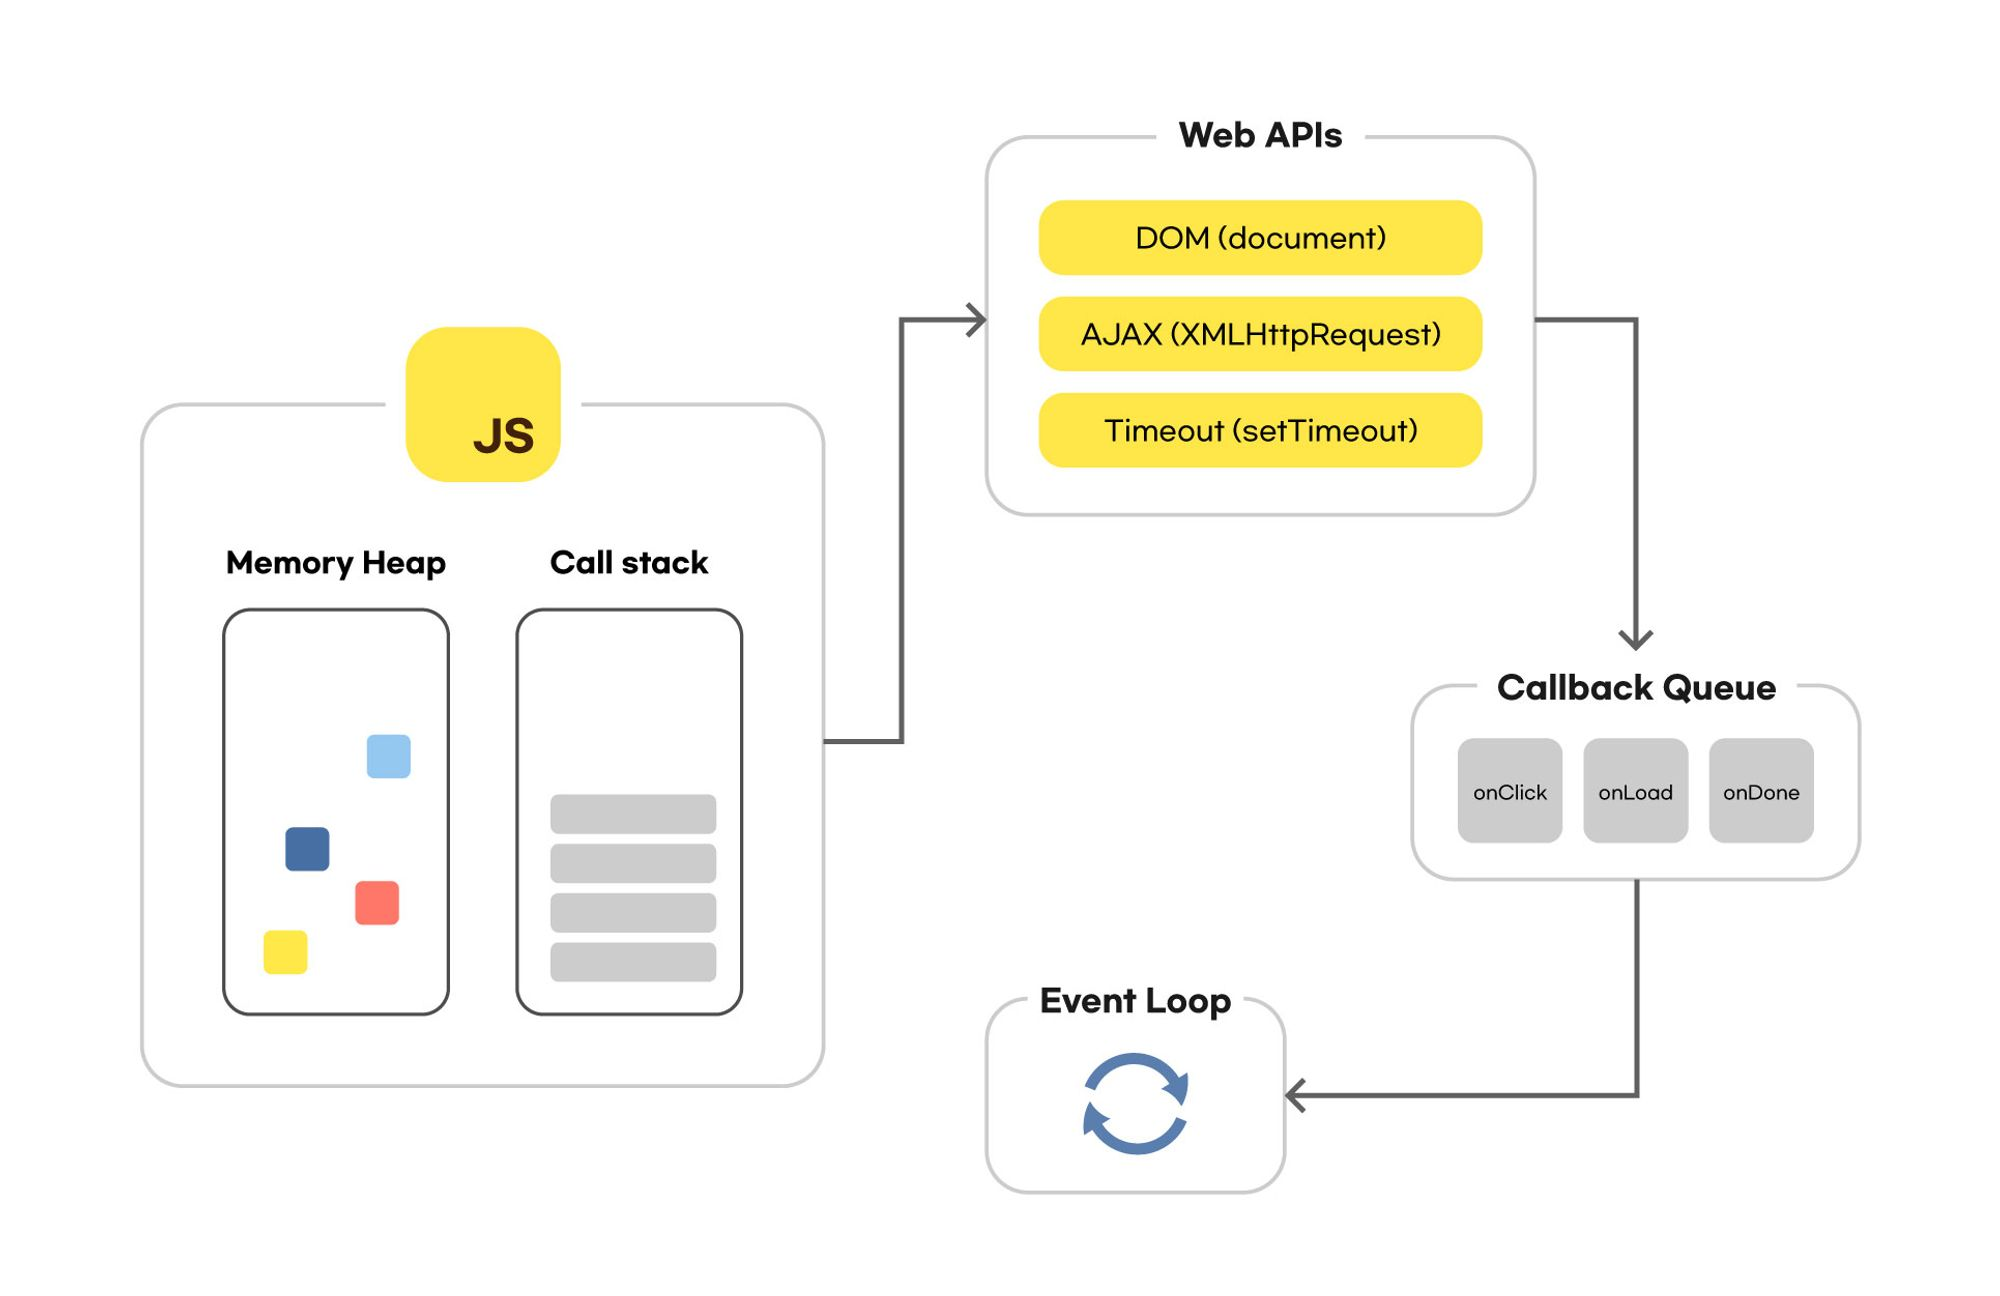 Web APIs
DOM (document)
AJAX (XMLHttpRequest)
Timeout (setTimeout)
JS
Memory Heap
Call stack
Callback Queue
onClick
onLoad
onDone
Event Loop